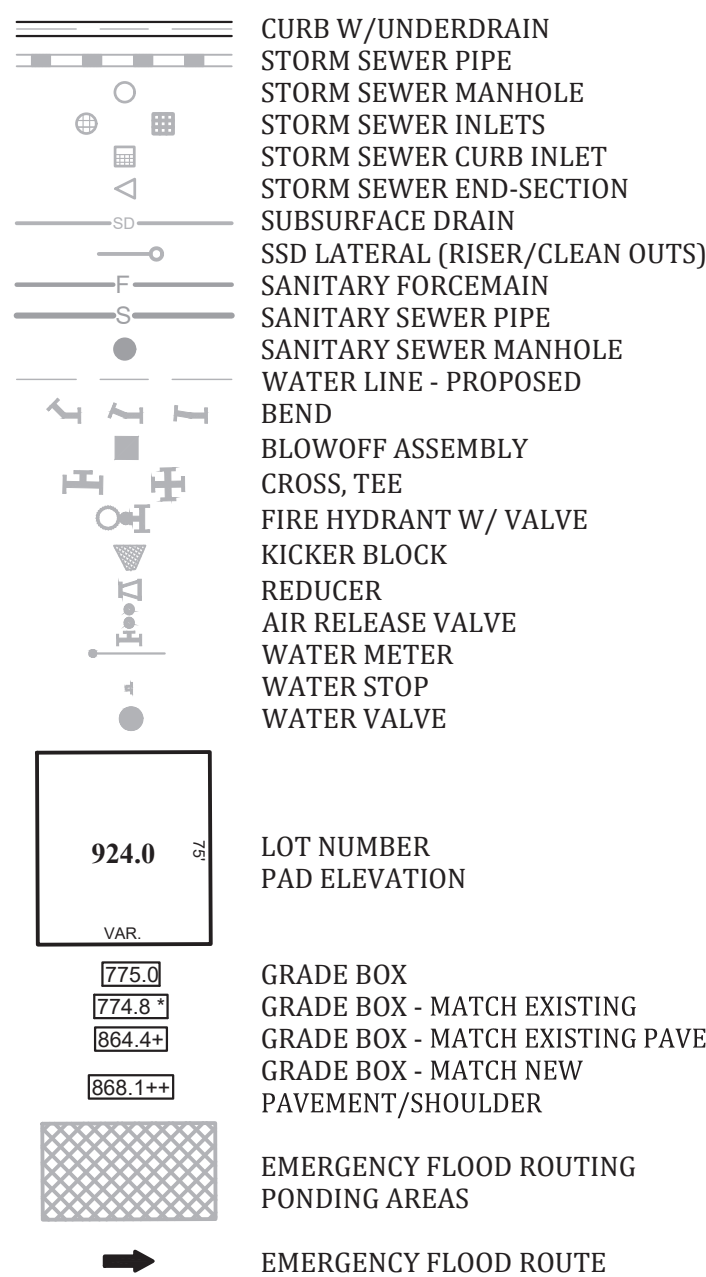 CURB W/UNDERDRAIN
STORM SEWER PIPE
STORM SEWER MANHOLE
STORM SEWER INLETS
STORM SEWER CURB INLET
STORM SEWER END-SECTION
SD SUBSURFACE DRAIN
SSD LATERAL (RISER/CLEAN OUTS)
F SANITARY FORCEMAIN
S SANITARY SEWER PIPE
SANITARY SEWER MANHOLE
WATER LINE - PROPOSED
BEND
BLOWOFF ASSEMBLY
CROSS, TEE
FIRE HYDRANT W/ VALVE
KICKER BLOCK
REDUCER
AIR RELEASE VALVE
WATER METER
WATER STOP
WATER VALVE
924.0 75'
VAR.
LOT NUMBER
PAD ELEVATION
775.0 GRADE BOX
774.8 * GRADE BOX - MATCH EXISTING
864.4+ GRADE BOX - MATCH EXISTING PAVE
868.1++ GRADE BOX - MATCH NEW
PAVEMENT/SHOULDER
EMERGENCY FLOOD ROUTING
PONDING AREAS
EMERGENCY FLOOD ROUTE